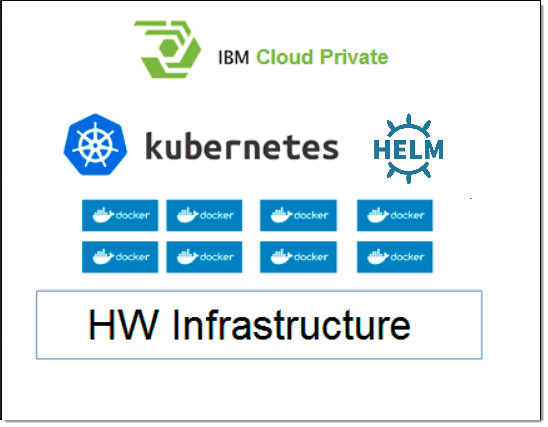 IBM Cloud Private
kubernetes HELM
docker docker docker docker
docker docker docker docker
HW Infrastructure